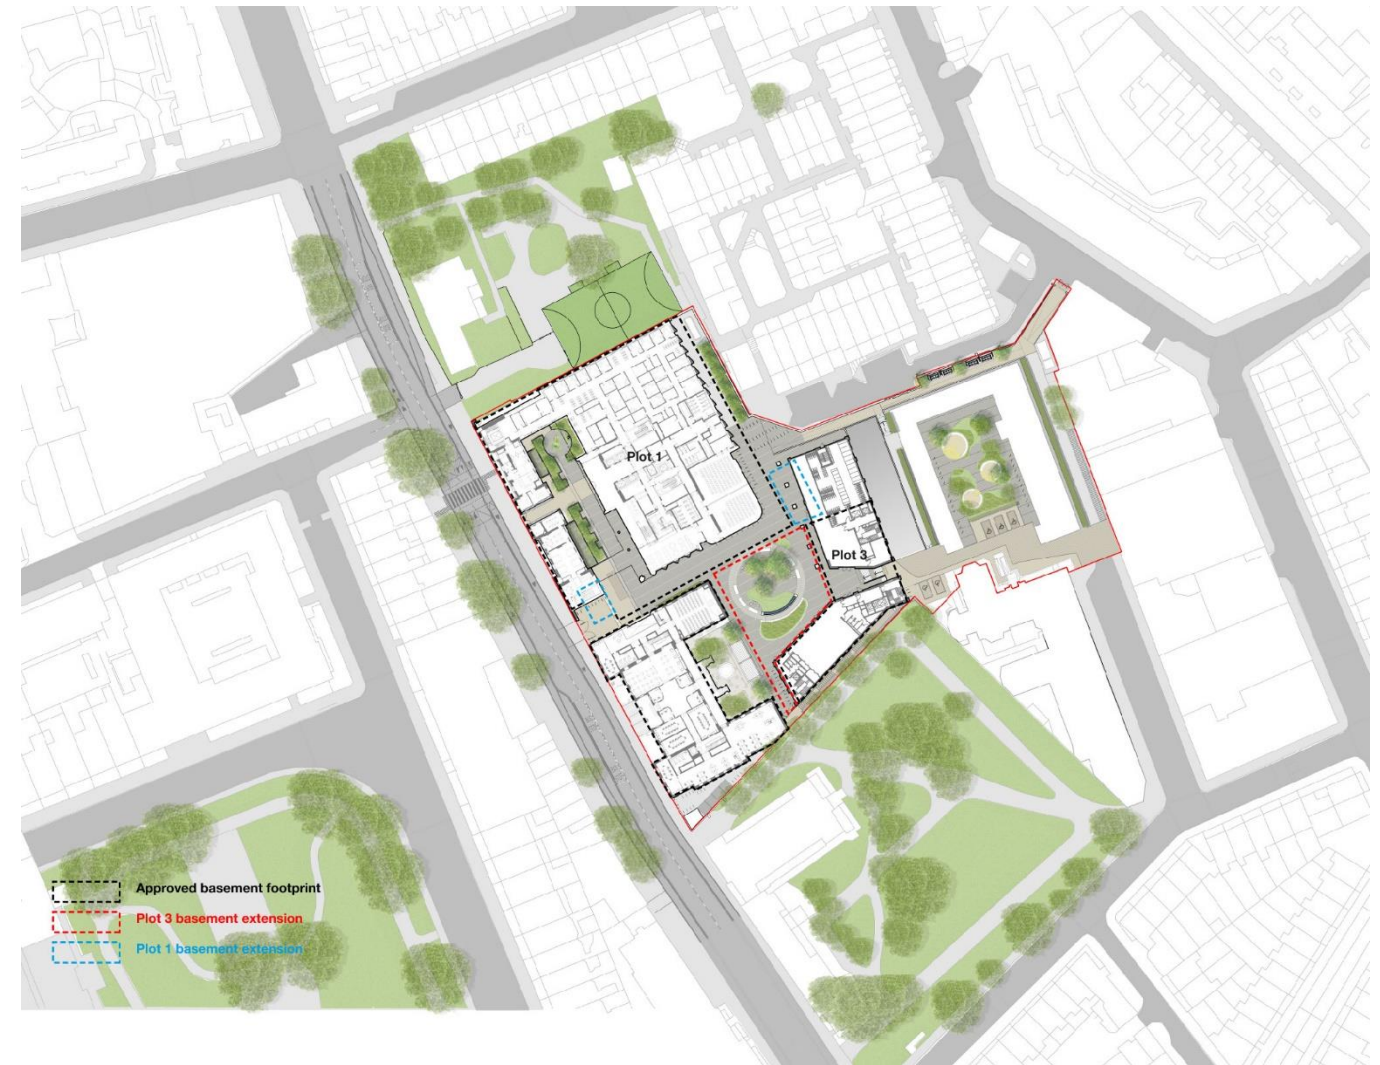 Plot 1
Plot 3
Approved basement footprint
Plot 3 basement extension
Plot 1 basement extension